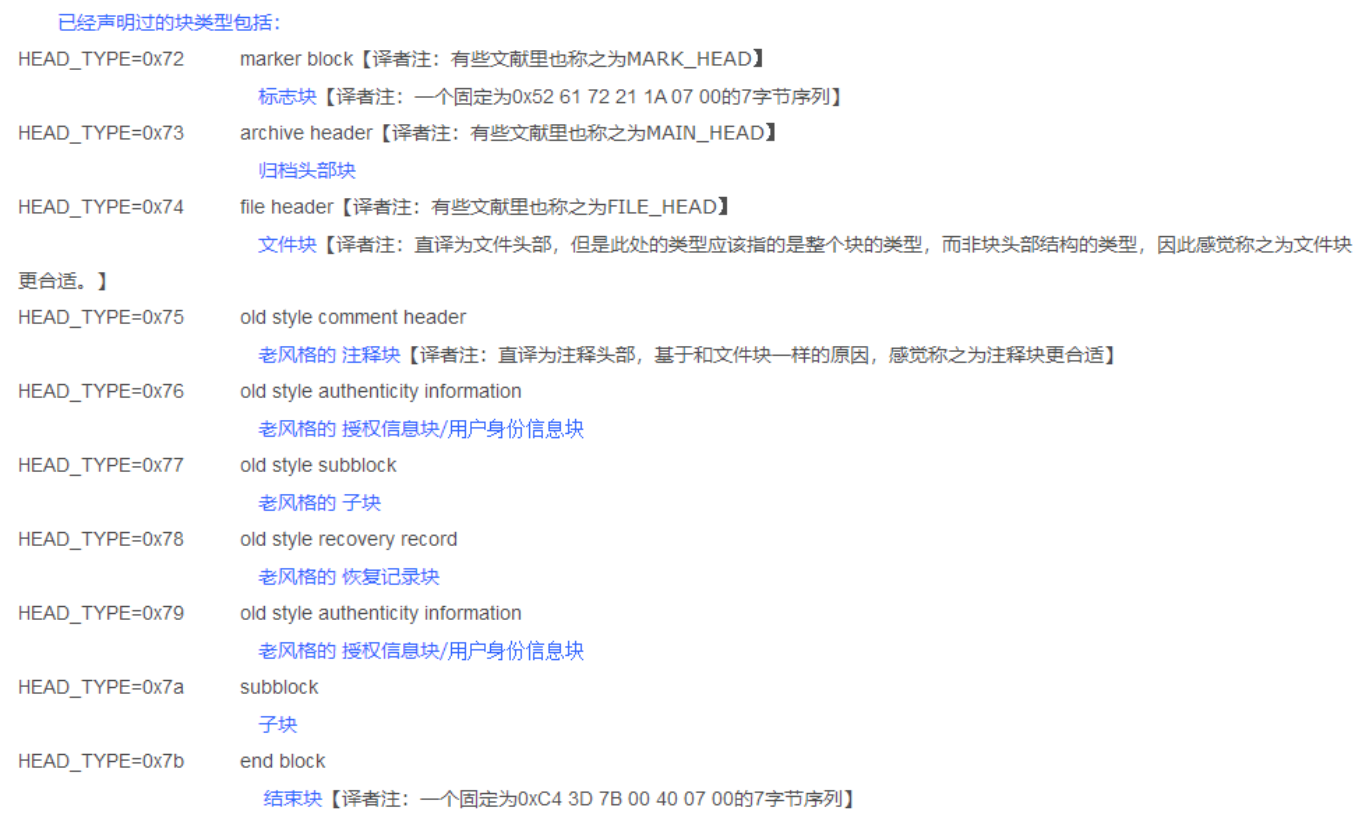 已经声明过的块类型包括：
HEAD_TYPE=0x72 marker block【译者注：有些文献里也称之为MARK_HEAD】
标志块【译者注：一个固定为0x52 61 72 21 1A 07 00的7字节序列】
HEAD_TYPE=0x73 archive header【译者注：有些文献里也称之为MAIN_HEAD】
归档头部块
HEAD_TYPE=0x74 file header【译者注：有些文献里也称之为FILE_HEAD】
文件块【译者注：直译为文件头部，但是此处的类型应该指的是整个块的类型，而非块头部结构的类型，因此感觉称之为文件块
更合适。】
HEAD_TYPE=0x75 old style comment header
老风格的 注释块【译者注：直译为注释头部，基于和文件块一样的原因，感觉称之为注释块更合适】
HEAD_TYPE=0x76 old style authenticity information
老风格的 授权信息块/用户身份信息块
HEAD_TYPE=0x77 old style subblock
老风格的 子块
HEAD_TYPE=0x78 old style recovery record
老风格的 恢复记录块
HEAD_TYPE=0x79 old style authenticity information
老风格的 授权信息块/用户身份信息块
HEAD_TYPE=0x7a subblock
子块
HEAD_TYPE=0x7b end block
结束块【译者注：一个固定为0xC4 3D 7B 00 40 07 00的7字节序列】